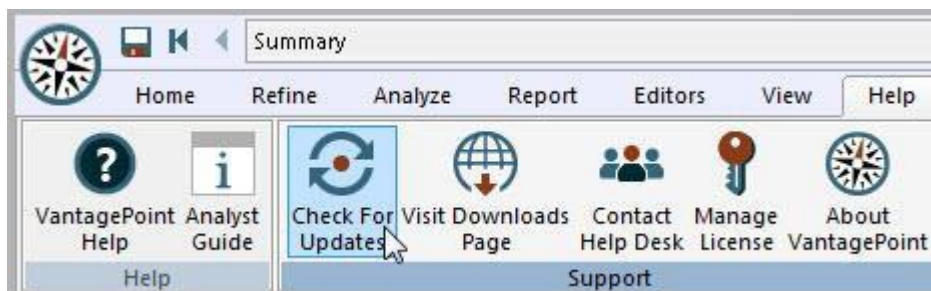 Summary
Home Refine Analyze Report Editors View Help
VantagePoint Analyst Check For Visit Downloads Contact Manage About
Help Guide Updates Page Help Desk License VantagePoint
Help Support